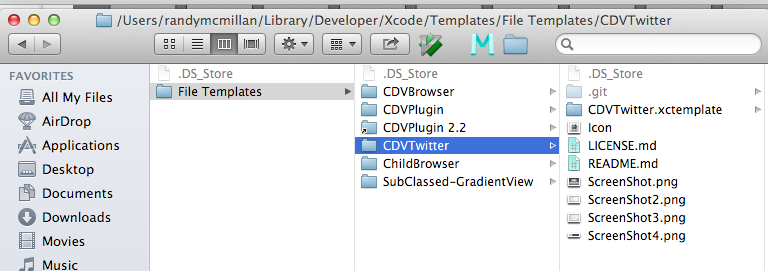 /Users/randymcmillan/Library/Developer/Xcode/Templates/File Templates/CDVTwitter
FAVORITES
All My Files
AirDrop
Applications
Desktop
Documents
Downloads
Movies
Music
.DS_Store
File Templates
.DS_Store
CDVBrowser
CDVPlugin
CDVPlugin 2.2
CDVTwitter
ChildBrowser
SubClassed-GradientView
.DS_Store
.git
CDVTwitter.xctemplate
Icon
LICENSE.md
README.md
ScreenShot.png
ScreenShot2.png
ScreenShot3.png
ScreenShot4.png